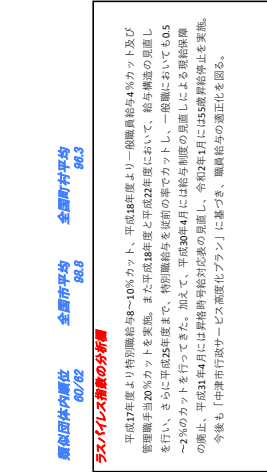 類似団体内順位 全国市平均 全国町村平均
60/62 98.8 96.3
ラスパイレス指数の分析欄
平成17年度より特別職給与8～10％カット、平成18年度より一般職員給与4％カット及び
管理職手当20％カットを実施。また平成18年度と平成22年度において、給与構造の見直し
を行い、さらに平成25年度まで、特別職給与を従前の率でカットし、一般職においても0.5
～2％のカットを行ってきた。加えて、平成30年4月には給与制度の見直しによる現給保障
の廃止、平成31年4月には昇格時号給対応表の見直し、令和2年1月には55歳昇給停止を実施。
今後も「中津市行政サービス高度化プラン」に基づき、職員給与の適正化を図る。